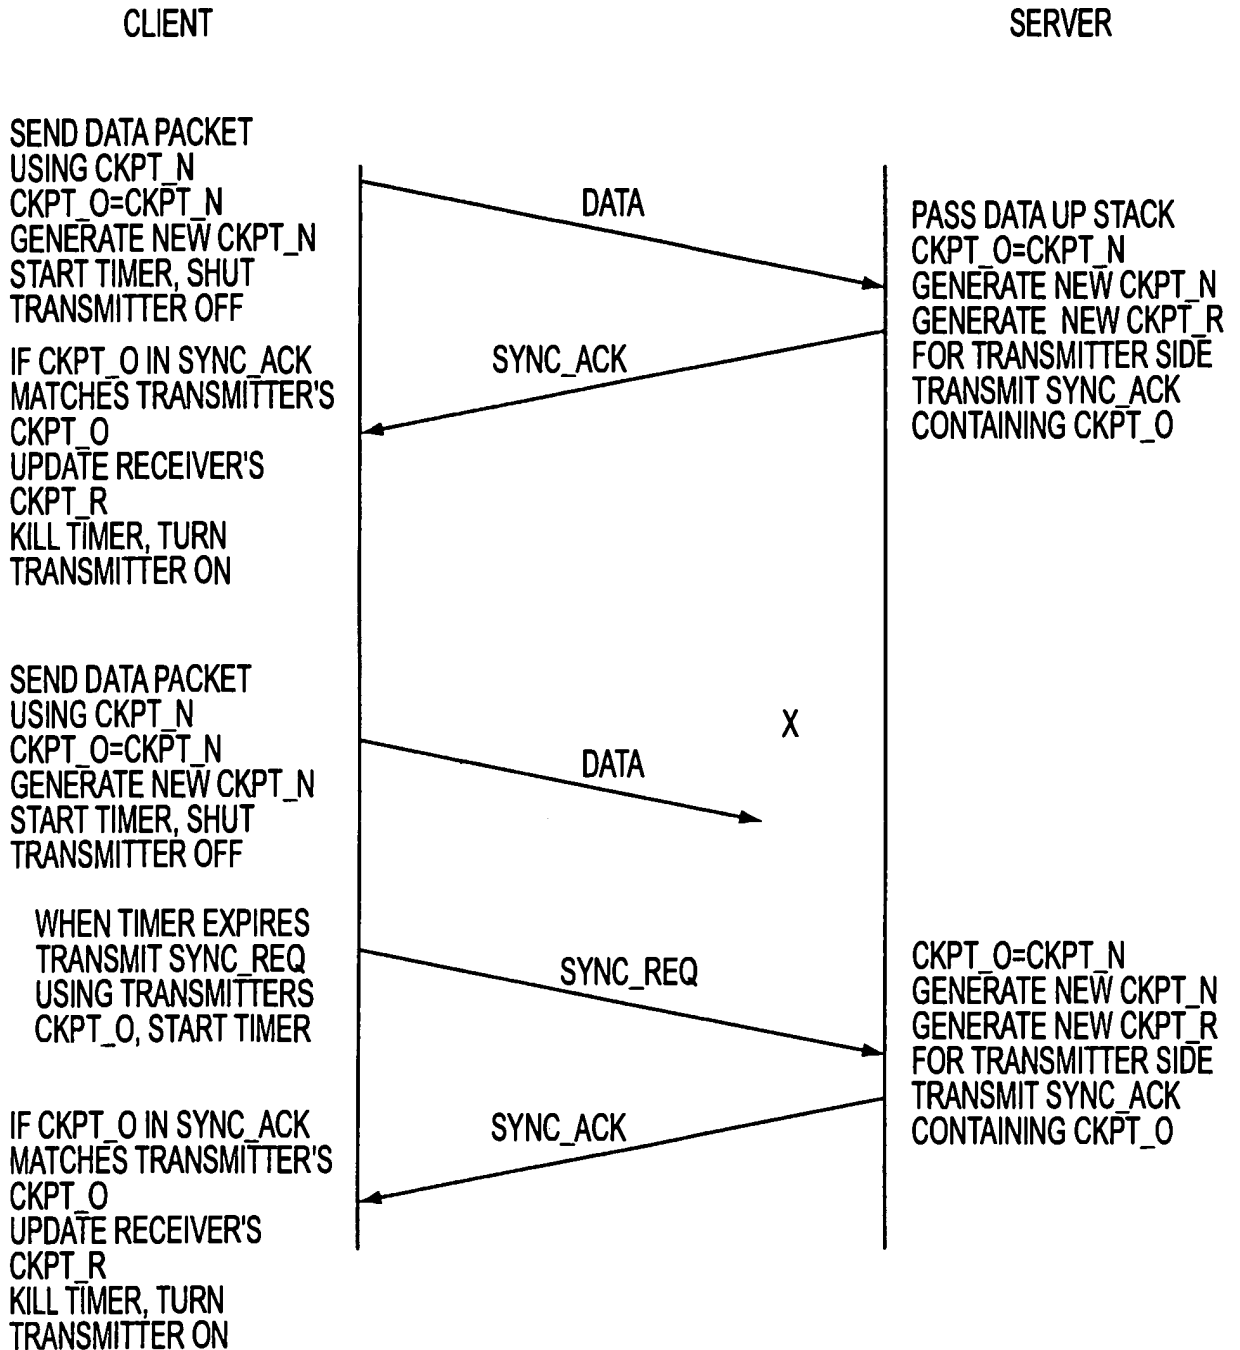 CLIENT
SERVER
SEND DATA PACKET
USING CKPT_N
CKPT_O=CKPT_N
GENERATE NEW CKPT_N
START TIMER, SHUT
TRANSMITTER OFF
DATA
PASS DATA UP STACK
CKPT_O=CKPT_N
GENERATE NEW CKPT_N
GENERATE NEW CKPT_R
FOR TRANSMITTER SIDE
TRANSMIT SYNC_ACK
CONTAINING CKPT_O
SYNC_ACK
IF CKPT_O IN SYNC_ACK
MATCHES TRANSMITTER'S
CKPT_O
UPDATE RECEIVER'S
CKPT_R
KILL TIMER, TURN
TRANSMITTER ON
SEND DATA PACKET
USING CKPT_N
CKPT_O=CKPT_N
GENERATE NEW CKPT_N
START TIMER, SHUT
TRANSMITTER OFF
X
DATA
WHEN TIMER EXPIRES
TRANSMIT SYNC_REQ
USING TRANSMITTERS
CKPT_O, START TIMER
SYNC_REQ
CKPT_O=CKPT_N
GENERATE NEW CKPT_N
GENERATE NEW CKPT_R
FOR TRANSMITTER SIDE
TRANSMIT SYNC_ACK
CONTAINING CKPT_O
SYNC_ACK
IF CKPT_O IN SYNC_ACK
MATCHES TRANSMITTER'S
CKPT_O
UPDATE RECEIVER'S
CKPT_R
KILL TIMER, TURN
TRANSMITTER ON